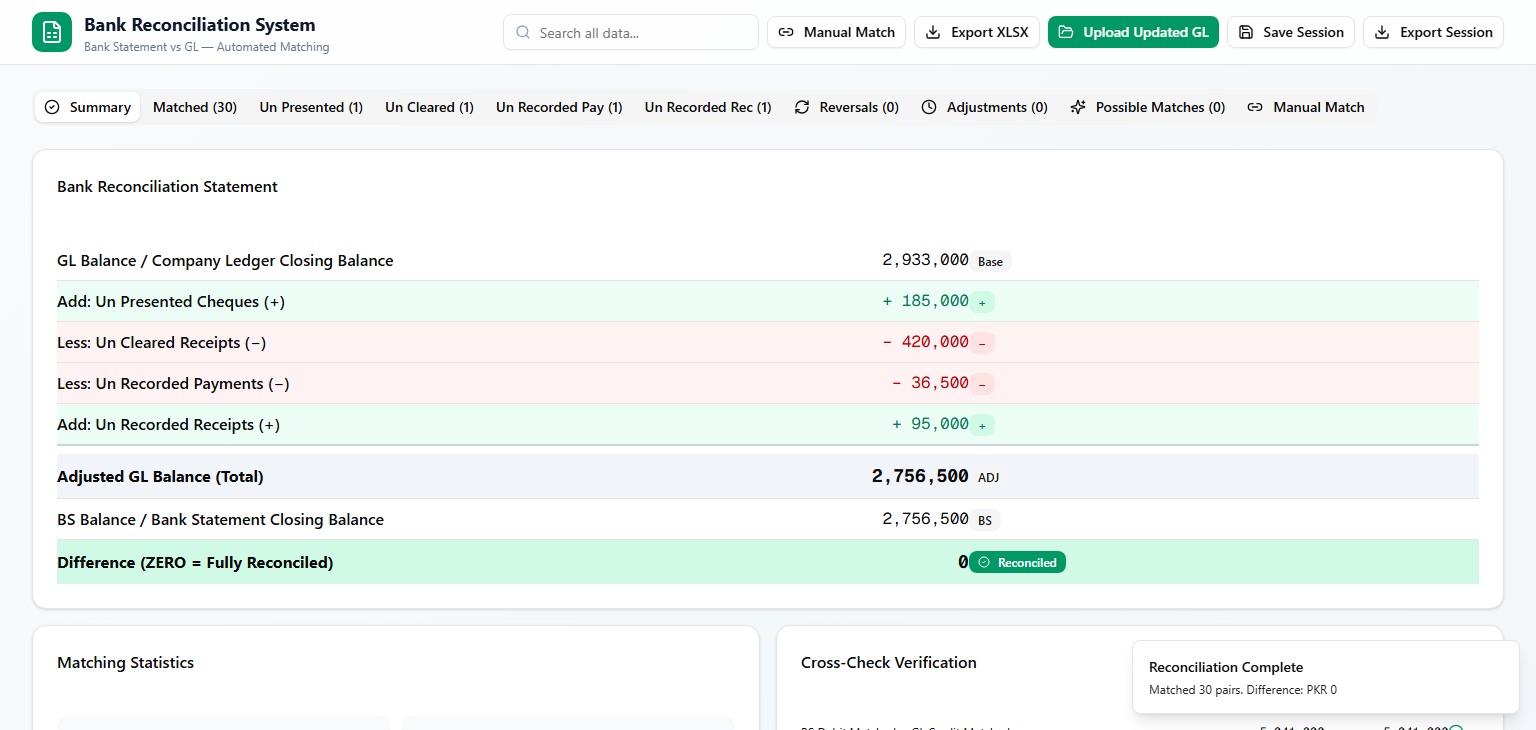 Bank Reconciliation System
Bank Statement vs GL — Automated Matching
Search all data...
Manual Match
Export XLSX
Upload Updated GL
Save Session
Export Session
Summary
Matched (30)
Un Presented (1)
Un Cleared (1)
Un Recorded Pay (1)
Un Recorded Rec (1)
Reversals (0)
Adjustments (0)
Possible Matches (0)
Manual Match
Bank Reconciliation Statement
GL Balance / Company Ledger Closing Balance 2,933,000 Base
Add: Un Presented Cheques (+) + 185,000 +
Less: Un Cleared Receipts (−) − 420,000 −
Less: Un Recorded Payments (−) − 36,500 −
Add: Un Recorded Receipts (+) + 95,000 +
Adjusted GL Balance (Total) 2,756,500 ADJ
BS Balance / Bank Statement Closing Balance 2,756,500 BS
Difference (ZERO = Fully Reconciled) 0 Reconciled
Matching Statistics
Cross-Check Verification
Reconciliation Complete
Matched 30 pairs. Difference: PKR 0